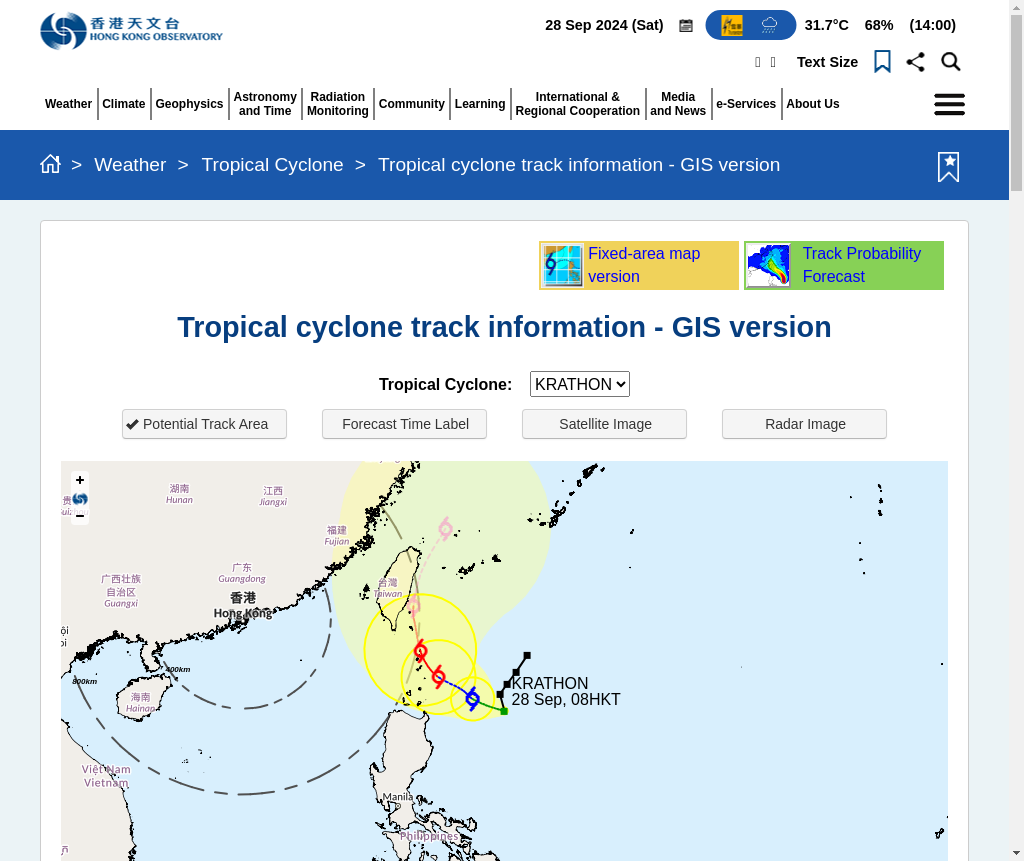 香港天文台
HONG KONG OBSERVATORY
28 Sep 2024 (Sat)
31.7°C 68% (14:00)
Text Size
Weather
Climate
Geophysics
Astronomy
and Time
Radiation
Monitoring
Community
Learning
International &
Regional Cooperation
Media
and News
e-Services
About Us
> Weather > Tropical Cyclone > Tropical cyclone track information - GIS version
Fixed-area map
version
Track Probability
Forecast
Tropical cyclone track information - GIS version
Tropical Cyclone: KRATHON
Potential Track Area
Forecast Time Label
Satellite Image
Radar Image
+
−
湖南
Hunan
江西
Jiangxi
福建
Fujian
广西壮族
自治区
Guangxi
广东
Guangdong
香港
Hong Kong
台灣
Taiwan
400km
800km
海南
Hainan
KRATHON
28 Sep, 08HKT
Việt Nam
Vietnam
Manila
Philippines